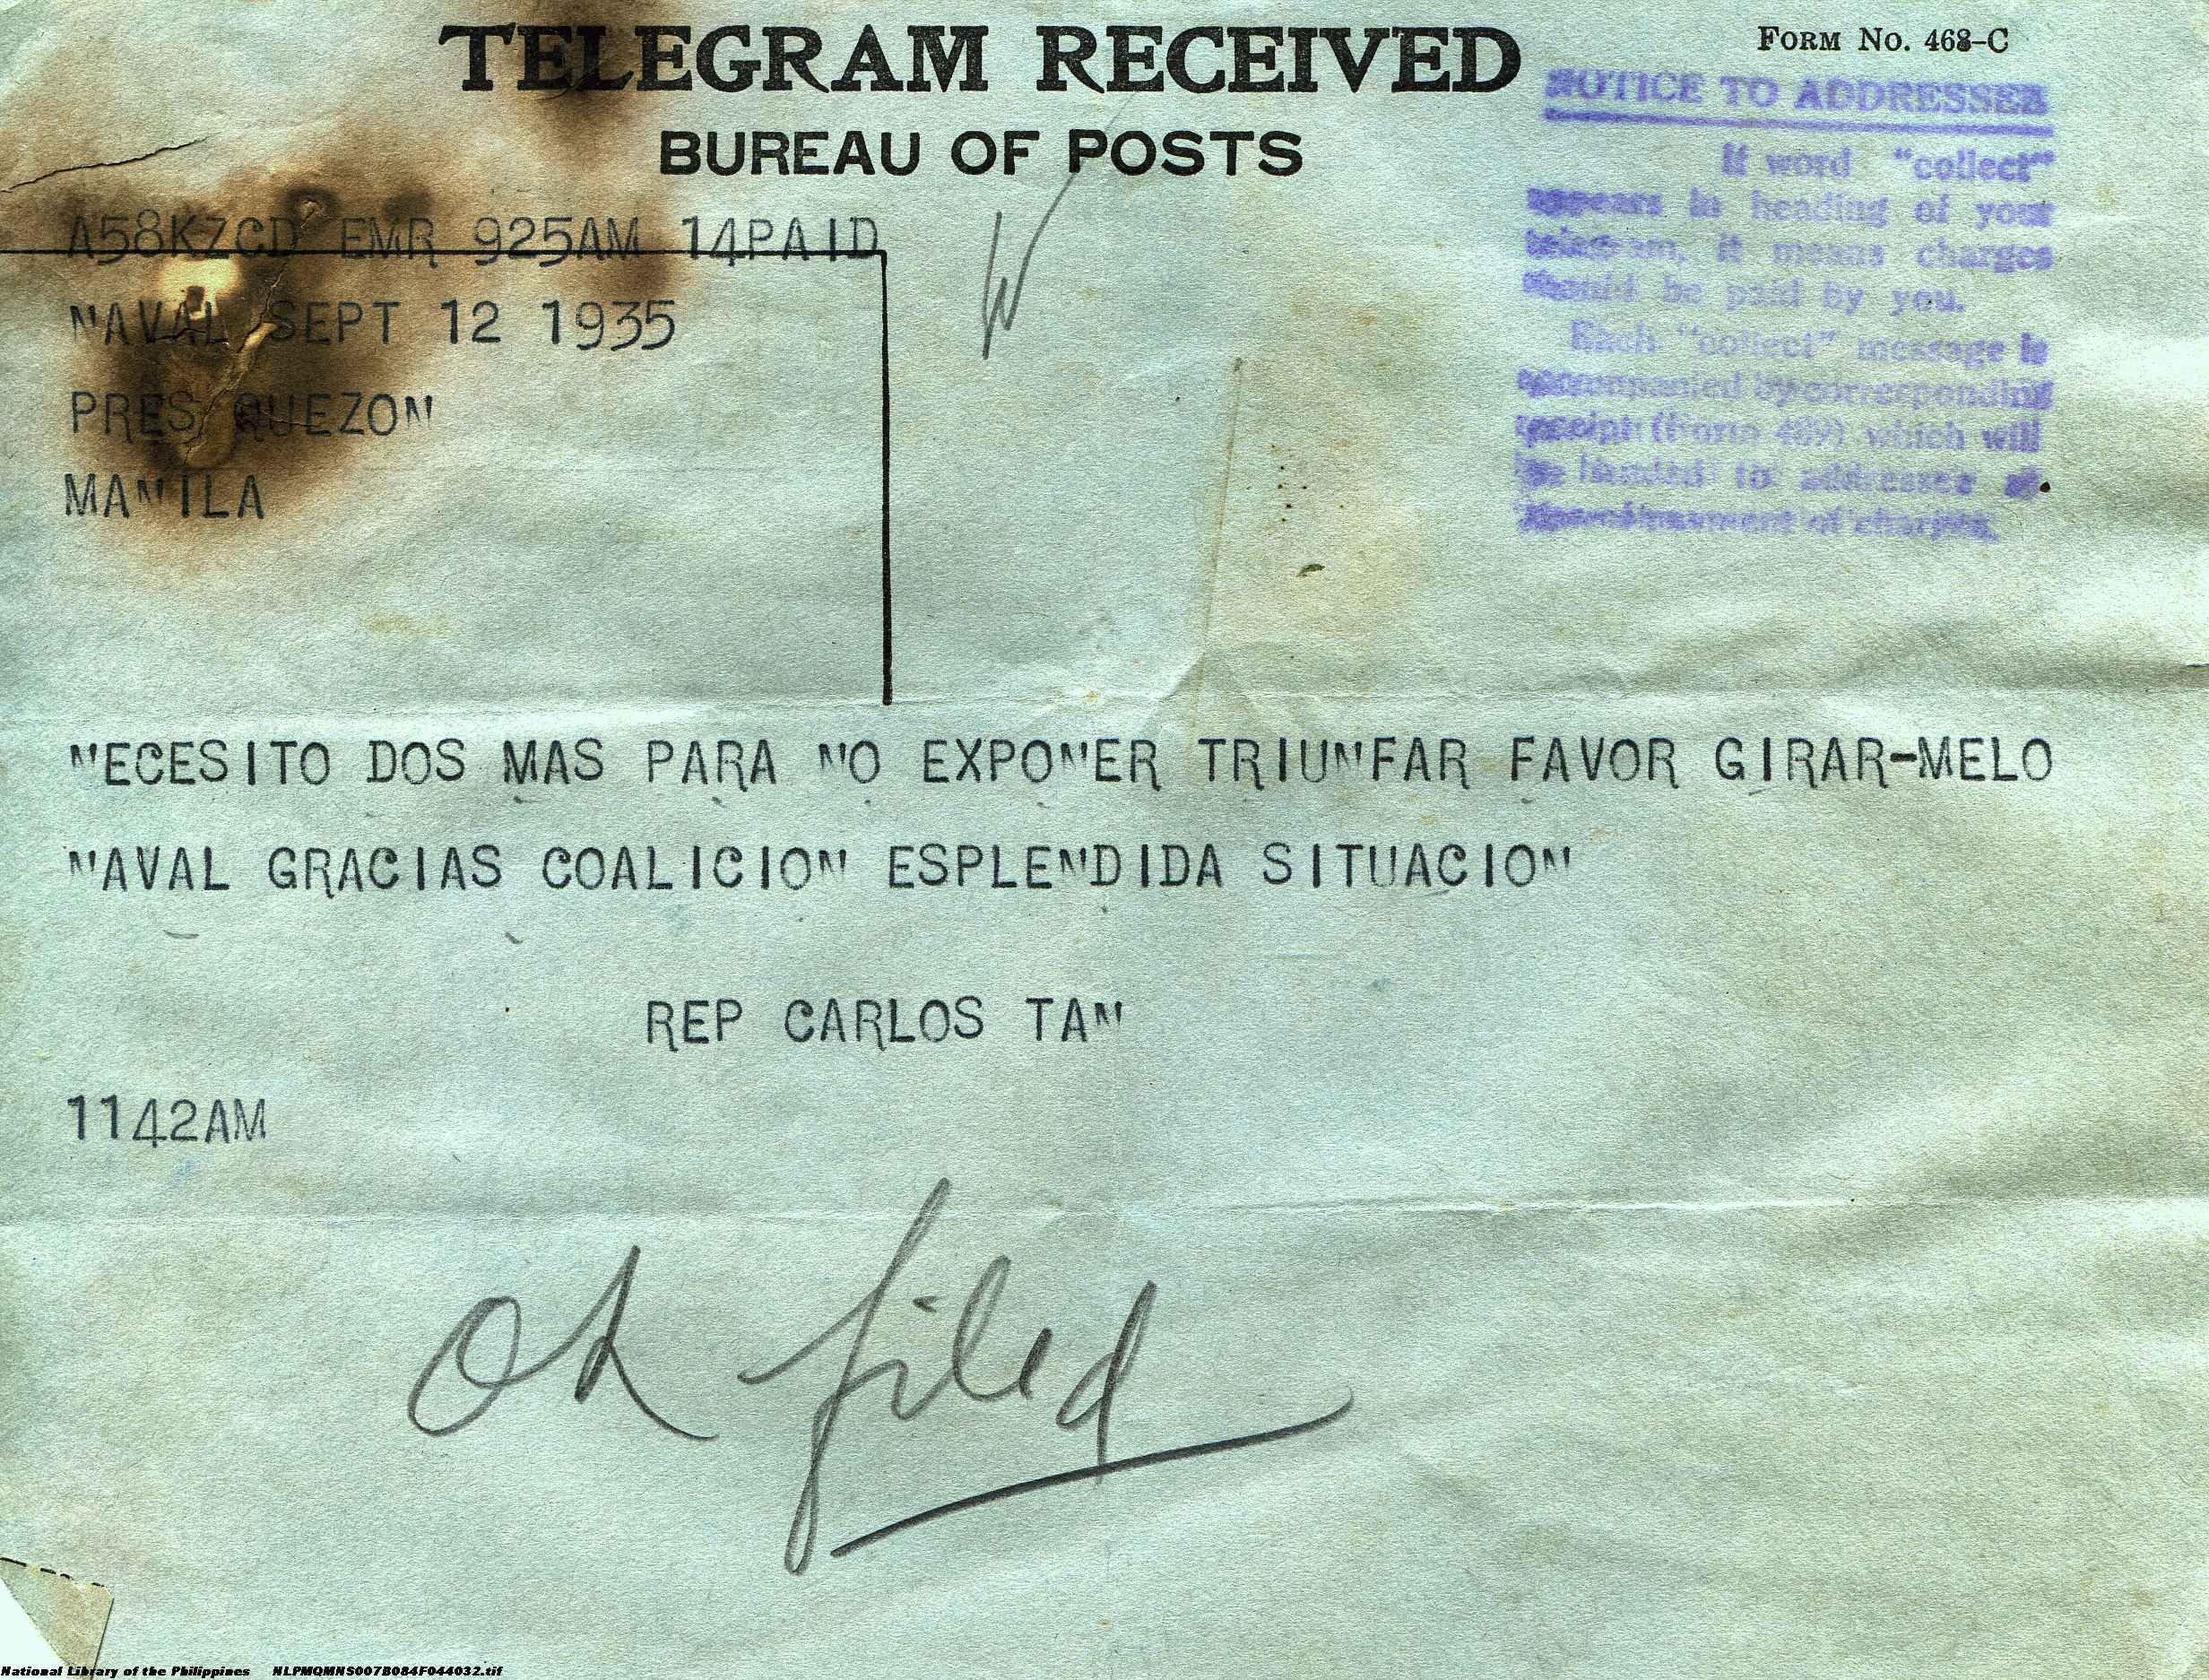 TELEGRAM RECEIVED
FORM NO. 468-C
BUREAU OF POSTS
NOTICE TO ADDRESSEE
If word "collect"
appears in heading of your
telegram, it means charges
should be paid by you.
Each "collect" message is
accompanied by corresponding
receipt (Form 489) which will
be handed to addressee
payment of charges.
A58KZCD EMR 925AM 14PAID
NAVAL SEPT 12 1935
PRES QUEZON
MANILA
NECESITO DOS MAS PARA NO EXPONER TRIUNFAR FAVOR GIRAR-MELO
NAVAL GRACIAS COALICION ESPLENDIDA SITUACION
REP CARLOS TAN
1142AM
Ok filed
National Library of the Philippines NLPMQMNS007B084F044032.tif